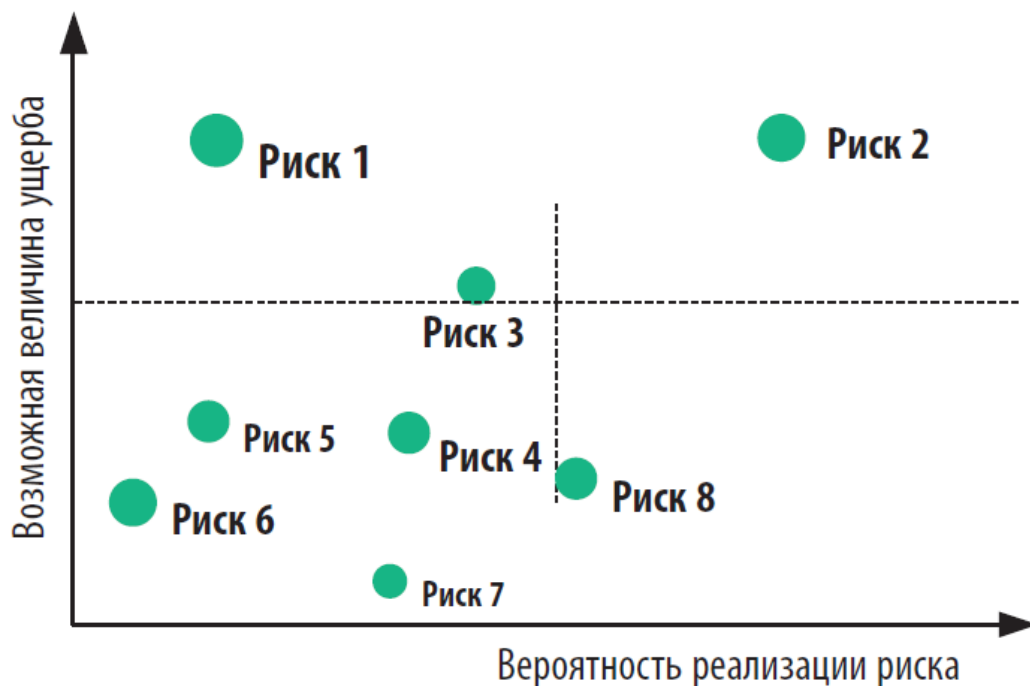 Возможная величина ущерба
Риск 1
Риск 2
Риск 3
Риск 5
Риск 4
Риск 6
Риск 8
Риск 7
Вероятность реализации риска